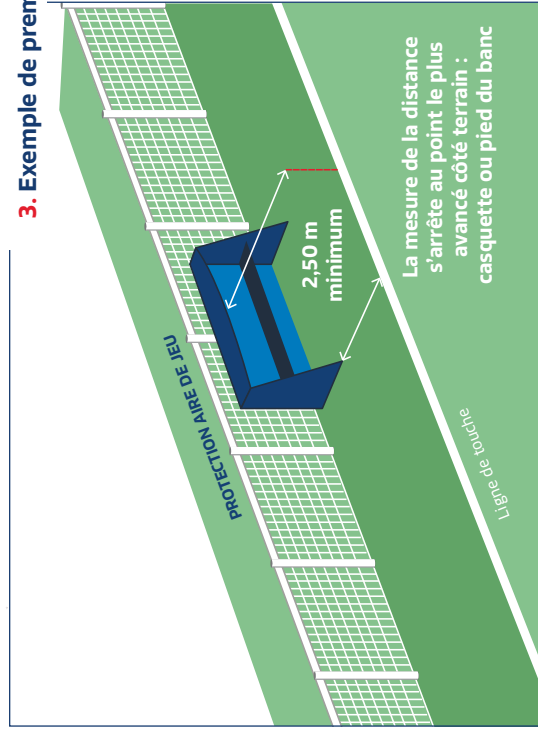 3. Exemple de prem
PROTECTION AIRE DE JEU
2,50 m
minimum
La mesure de la distance
s'arrête au point le plus
avancé côté terrain :
casquette ou pied du banc
Ligne de touche